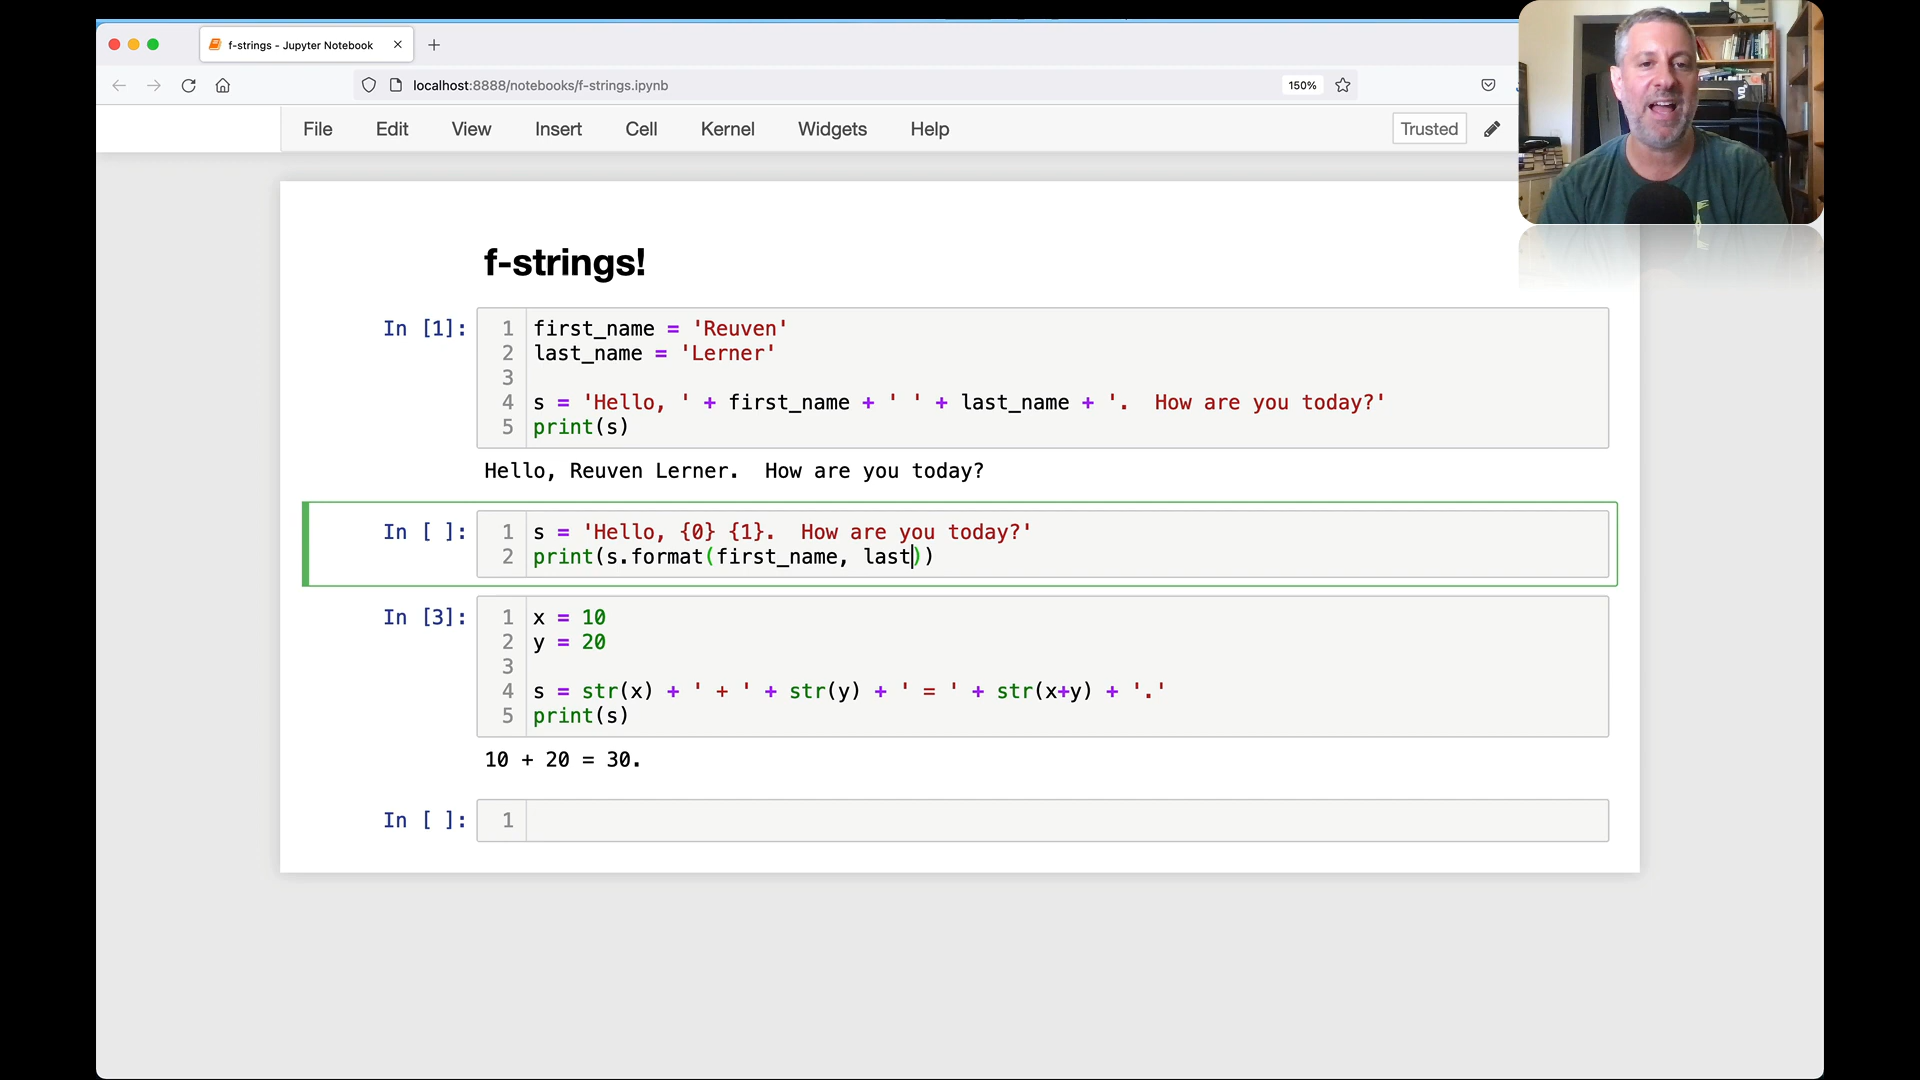 f-strings - Jupyter Notebook
localhost:8888/notebooks/f-strings.ipynb
150%
File Edit View Insert Cell Kernel Widgets Help
Trusted
f-strings!
In [1]:
1 first_name = 'Reuven'
2 last_name = 'Lerner'
3
4 s = 'Hello, ' + first_name + ' ' + last_name + '.  How are you today?'
5 print(s)
Hello, Reuven Lerner.  How are you today?
In [ ]:
1 s = 'Hello, {0} {1}.  How are you today?'
2 print(s.format(first_name, last))
In [3]:
1 x = 10
2 y = 20
3
4 s = str(x) + ' + ' + str(y) + ' = ' + str(x+y) + '.'
5 print(s)
10 + 20 = 30.
In [ ]:
1